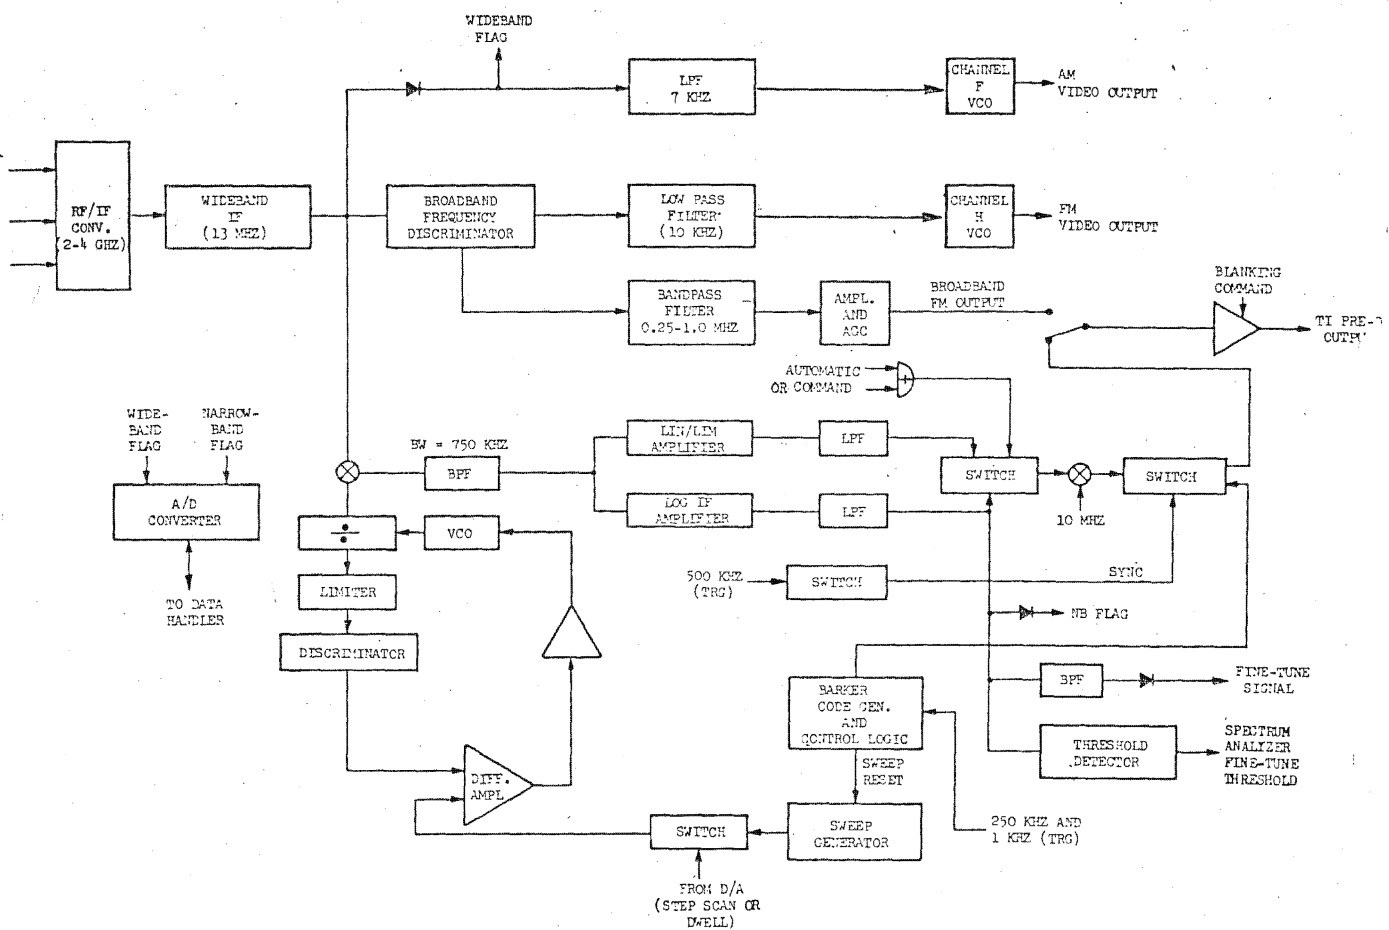 WIDEBAND
FLAG
LPF
7 KHZ
CHANNEL
F
VCO
AM
VIDEO OUTPUT
RF/IF
CONV.
(2-4 GHZ)
WIDEBAND
IF
(13 MHZ)
BROADBAND
FREQUENCY
DISCRIMINATOR
LOW PASS
FILTER
(10 KHZ)
CHANNEL
H
VCO
FM
VIDEO OUTPUT
BANDPASS
FILTER
0.25-1.0 MHZ
AMPL.
AND
AGC
BROADBAND
FM OUTPUT
BLANKING
COMMAND
TI PRE-
OUTPU
AUTOMATIC
OR COMMAND
+
WIDE-
BAND
FLAG
NARROW-
BAND
FLAG
A/D
CONVERTER
TO DATA
HANDLER
BW = 750 KHZ
BPF
LIN/LIM
AMPLIFIER
LPF
LOG IF
AMPLIFIER
LPF
SWITCH
10 MHZ
SWITCH
÷
VCO
LIMITER
DISCRIMINATOR
500 KHZ
(TRG)
SWITCH
SYNC
NB FLAG
BPF
FINE-TUNE
SIGNAL
BARKER
CODE GEN.
AND
CONTROL LOGIC
THRESHOLD
DETECTOR
SPECTRUM
ANALIZER
FINE-TUNE
THRESHOLD
SWEEP
RESET
DIFF.
AMPL
SWITCH
SWEEP
GENERATOR
250 KHZ AND
1 KHZ (TRG)
FROM D/A
(STEP SCAN OR
DWELL)